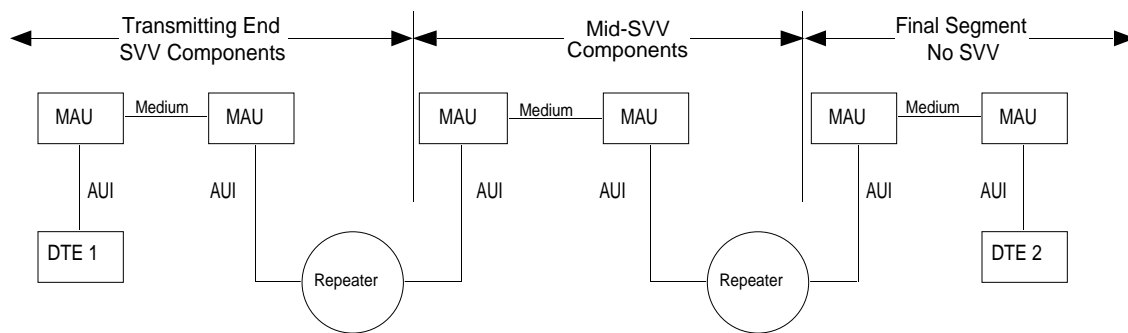 Transmitting End
SVV Components
Mid-SVV
Components
Final Segment
No SVV
MAU
Medium
MAU
MAU
Medium
MAU
MAU
Medium
MAU
AUI
AUI
AUI
AUI
AUI
AUI
DTE 1
Repeater
Repeater
DTE 2